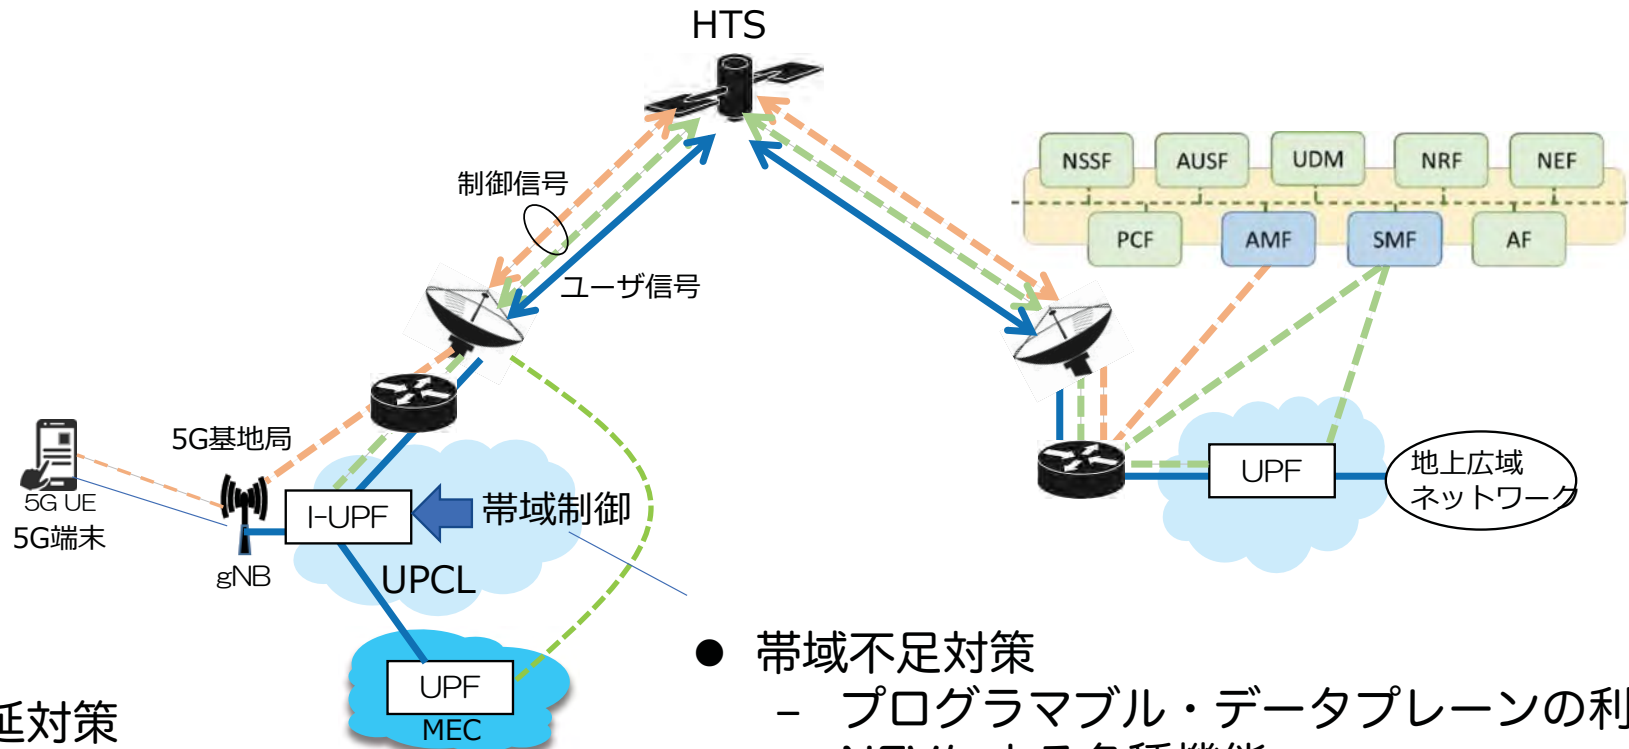 HTS
制御信号
ユーザ信号
NSSF
AUSF
UDM
NRF
NEF
PCF
AMF
SMF
AF
5G基地局
5G UE
5G端末
gNB
I-UPF
帯域制御
UPCL
UPF
MEC
UPF
地上広域
ネットワーク
延対策
● 帯域不足対策
– プログラマブル・データプレーンの利